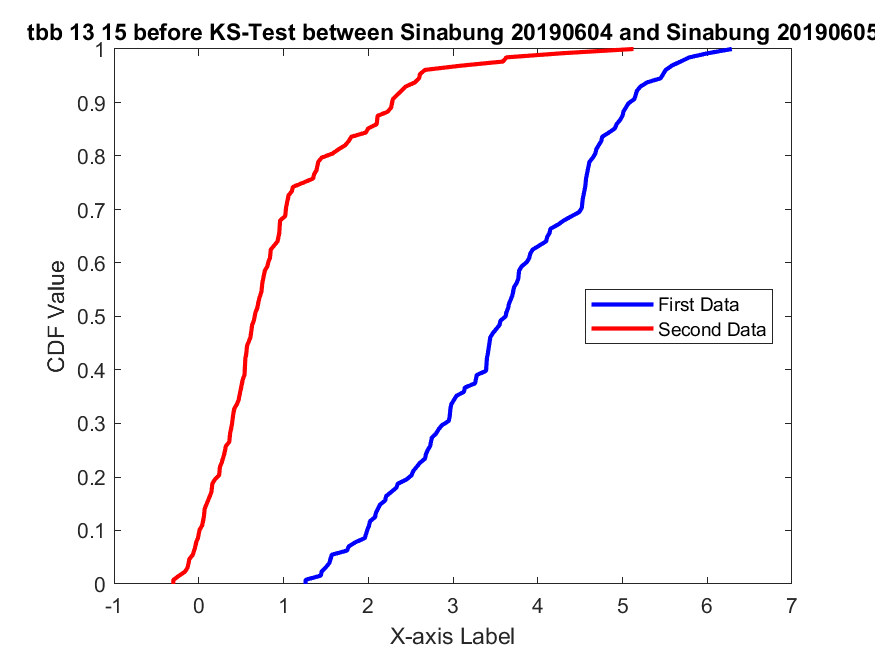 tbb 13 15 before KS-Test between Sinabung 20190604 and Sinabung 20190605
1
0.9
0.8
0.7
0.6
0.5
0.4
0.3
0.2
0.1
0
CDF Value
First Data
Second Data
-1 0 1 2 3 4 5 6 7
X-axis Label